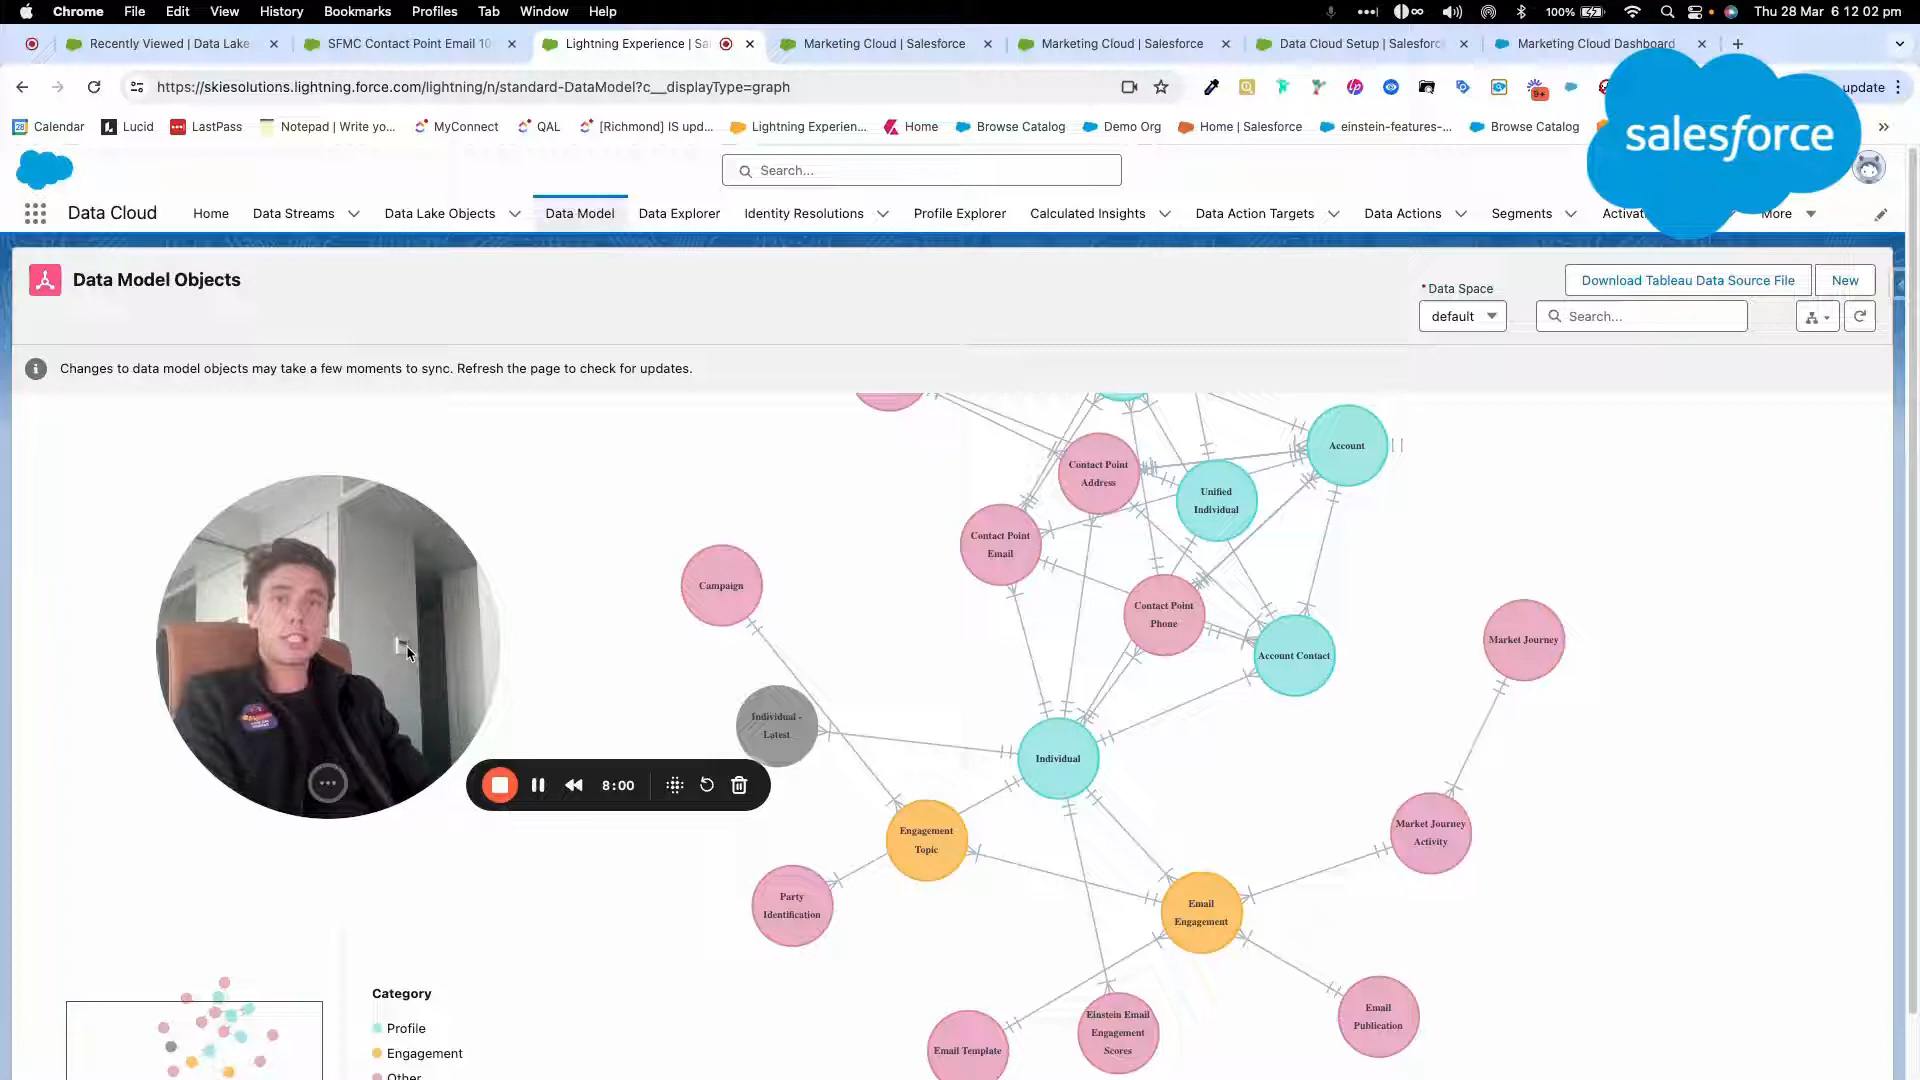 Chrome File Edit View History Bookmarks Profiles Tab Window Help 100% Thu 28 Mar 6 12 02 pm
Recently Viewed | Data Lake SFMC Contact Point Email 10 Lightning Experience | Sa Marketing Cloud | Salesforce Marketing Cloud | Salesforce Data Cloud Setup | Salesforc Marketing Cloud Dashboard
https://skiesolutions.lightning.force.com/lightning/n/standard-DataModel?c__displayType=graph 9+ update
Calendar Lucid LastPass Notepad | Write yo... MyConnect QAL [Richmond] IS upd... Lightning Experien... Home Browse Catalog Demo Org Home | Salesforce einstein-features-... Browse Catalog
salesforce
Search...
Data Cloud Home Data Streams Data Lake Objects Data Model Data Explorer Identity Resolutions Profile Explorer Calculated Insights Data Action Targets Data Actions Segments Activat More
Data Model Objects
Download Tableau Data Source File New
*Data Space
default
Search...
Changes to data model objects may take a few moments to sync. Refresh the page to check for updates.
Account
Contact Point
Address
Unified
Individual
Contact Point
Email
Campaign
Contact Point
Phone
Market Journey
Account Contact
Individual -
Latest
Individual
8:00
Engagement
Topic
Market Journey
Activity
Party
Identification
Email
Engagement
Email
Publication
Einstein Email
Engagement
Scores
Email Template
Category
Profile
Engagement
Other